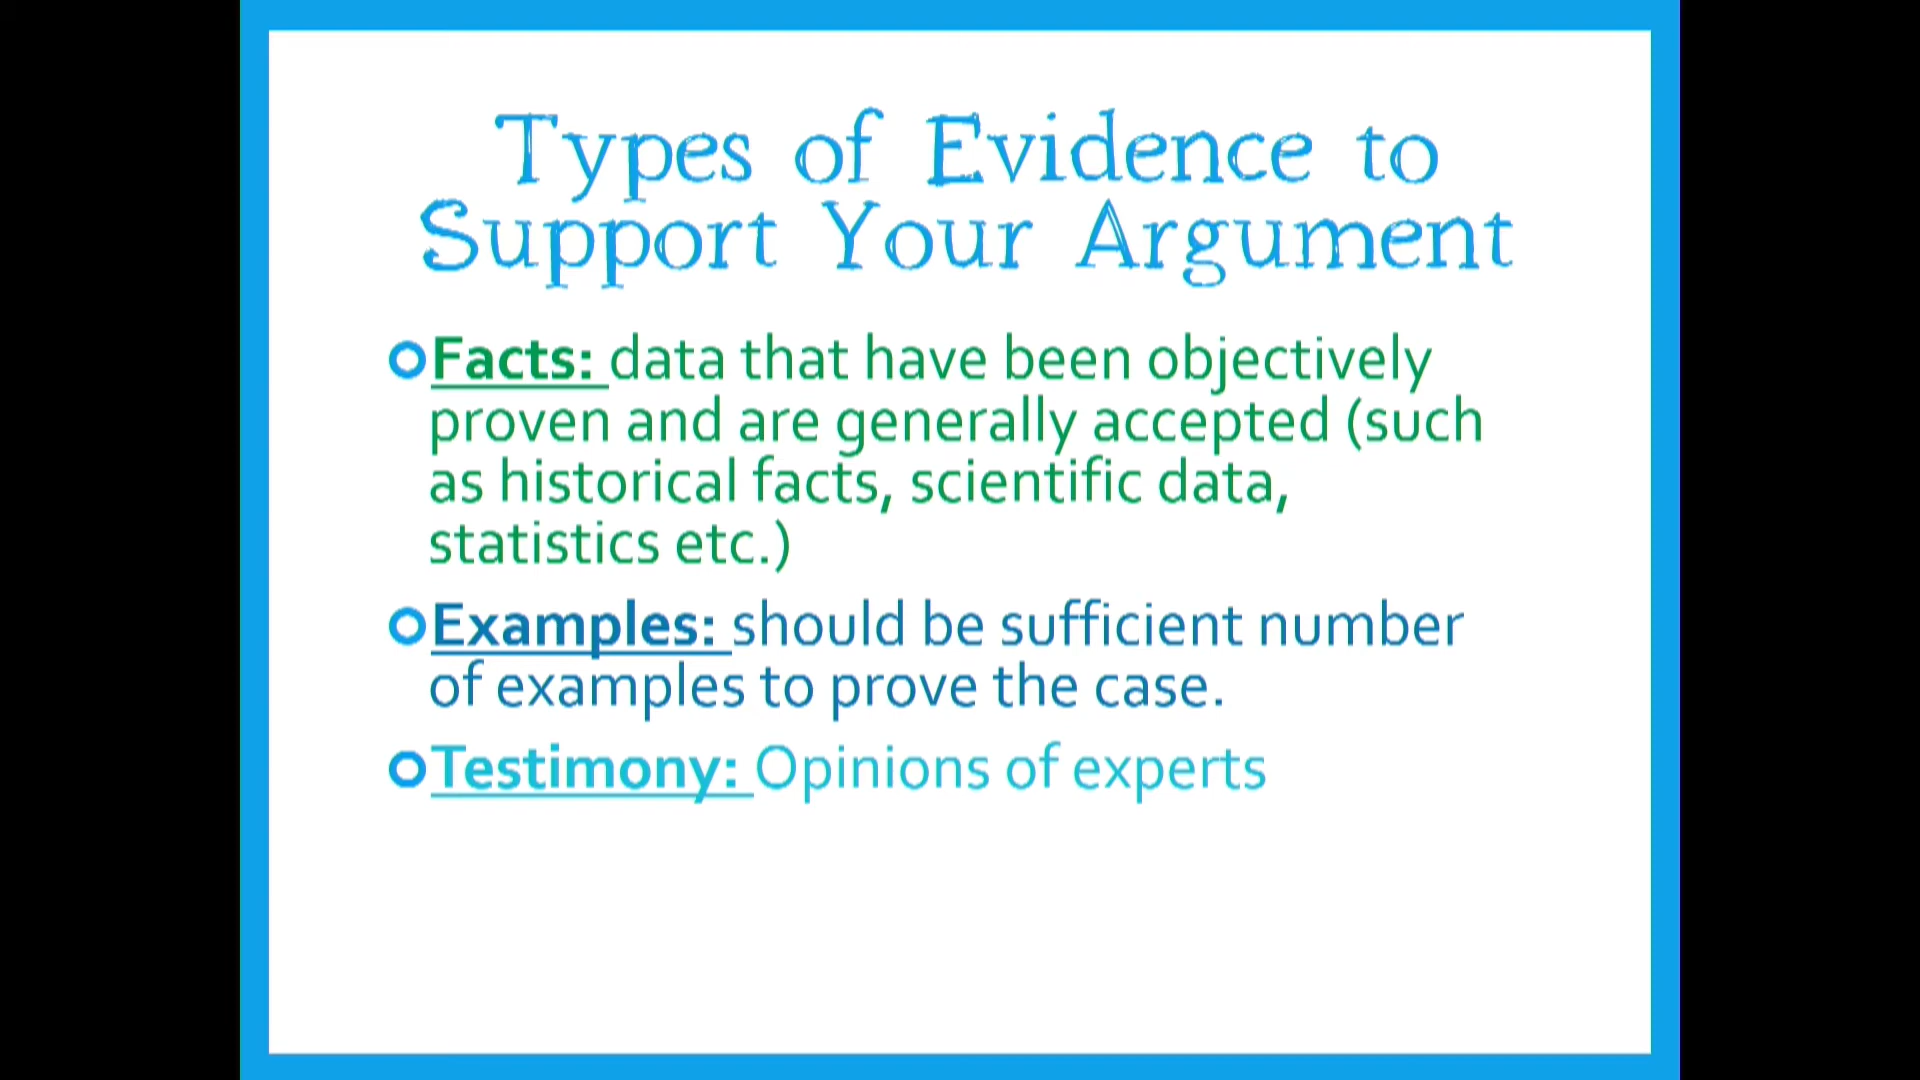 Types of Evidence to
Support Your Argument
Facts: data that have been objectively
proven and are generally accepted (such
as historical facts, scientific data,
statistics etc.)
Examples: should be sufficient number
of examples to prove the case.
Testimony: Opinions of experts